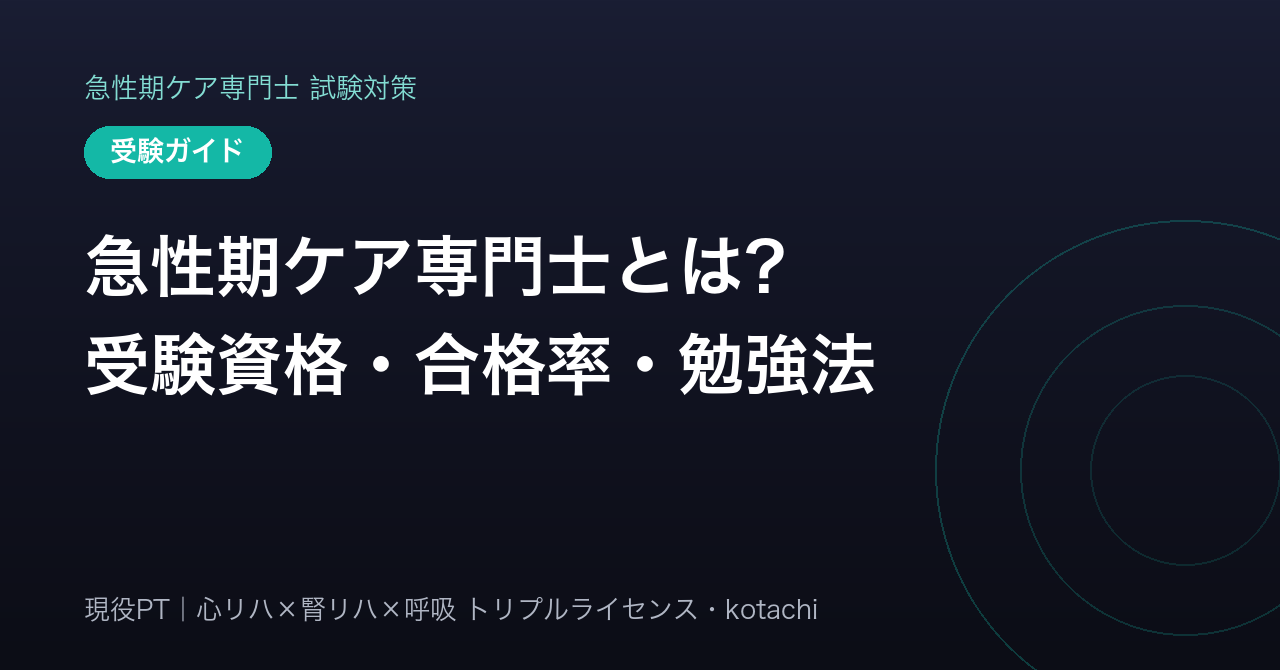 急性期ケア専門士 試験対策
受験ガイド
急性期ケア専門士とは?
受験資格・合格率・勉強法
現役PT｜心リハ×腎リハ×呼吸 トリプルライセンス・kotachi